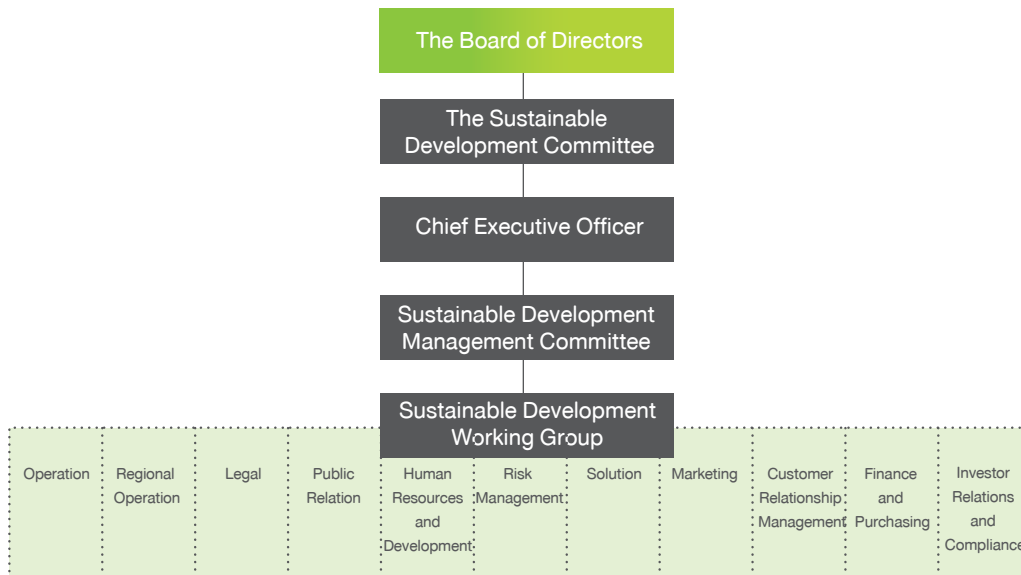 The Board of Directors
The Sustainable
Development Committee
Chief Executive Officer
Sustainable Development
Management Committee
Sustainable Development
Working Group
Operation
Regional
Operation
Legal
Public
Relation
Human
Resources
and
Development
Risk
Management
Solution
Marketing
Customer
Relationship
Management
Finance
and
Purchasing
Investor
Relations
and
Compliance